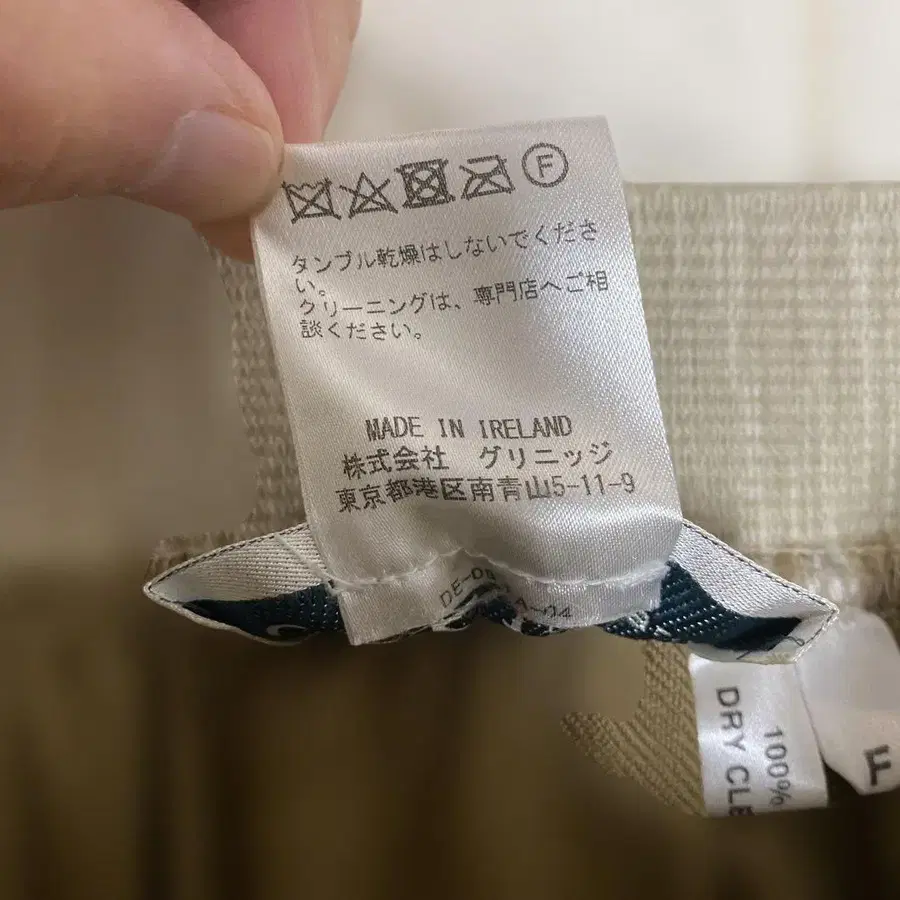 F
タンブル乾燥はしないでくださ
い。
クリーニングは、専門店へご相
談ください。
MADE IN IRELAND
株式会社 グリニッジ
東京都港区南青山5-11-9
100%
DRY CLE
F